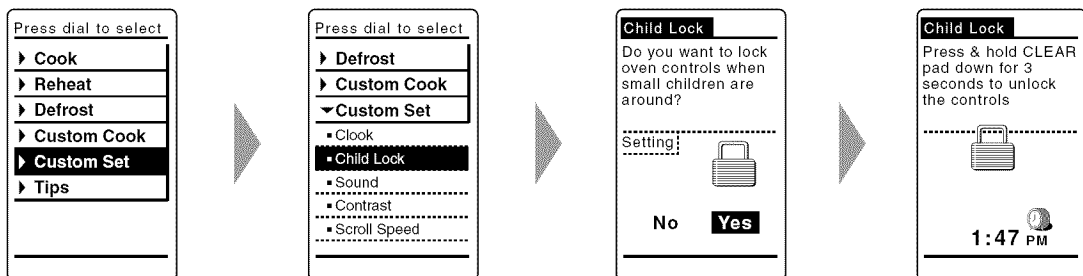 Press dial to select
Cook
Reheat
Defrost
Custom Cook
Custom Set
Tips
Press dial to select
Defrost
Custom Cook
Custom Set
Clook
Child Lock
Sound
Contrast
Scroll Speed
Child Lock
Do you want to lock
oven controls when
small children are
around?
Setting
No Yes
Child Lock
Press & hold CLEAR
pad down for 3
seconds to unlock
the controls
1:47 PM